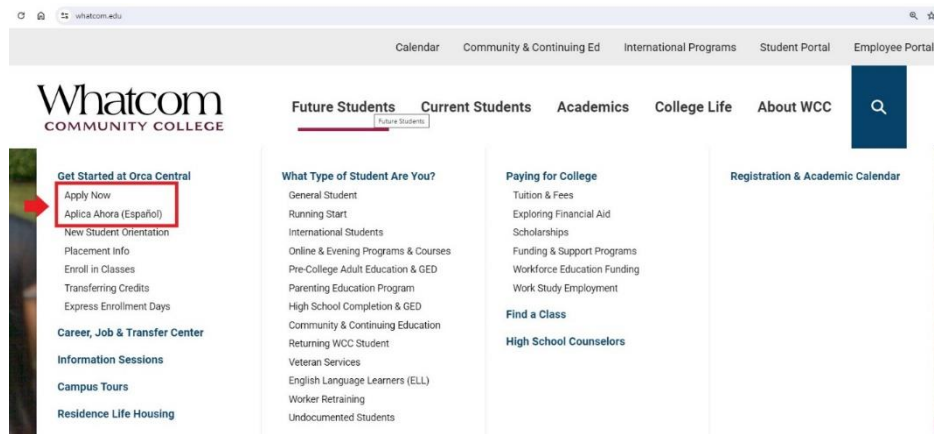 whatcom.edu
Calendar Community & Continuing Ed International Programs Student Portal Employee Portal
Whatcom
COMMUNITY COLLEGE
Future Students Current Students Academics College Life About WCC
Future Students
Get Started at Orca Central
Apply Now
Aplica Ahora (Español)
New Student Orientation
Placement Info
Enroll in Classes
Transferring Credits
Express Enrollment Days
Career, Job & Transfer Center
Information Sessions
Campus Tours
Residence Life Housing
What Type of Student Are You?
General Student
Running Start
International Students
Online & Evening Programs & Courses
Pre-College Adult Education & GED
Parenting Education Program
High School Completion & GED
Community & Continuing Education
Returning WCC Student
Veteran Services
English Language Learners (ELL)
Worker Retraining
Undocumented Students
Paying for College
Tuition & Fees
Exploring Financial Aid
Scholarships
Funding & Support Programs
Workforce Education Funding
Work Study Employment
Find a Class
High School Counselors
Registration & Academic Calendar